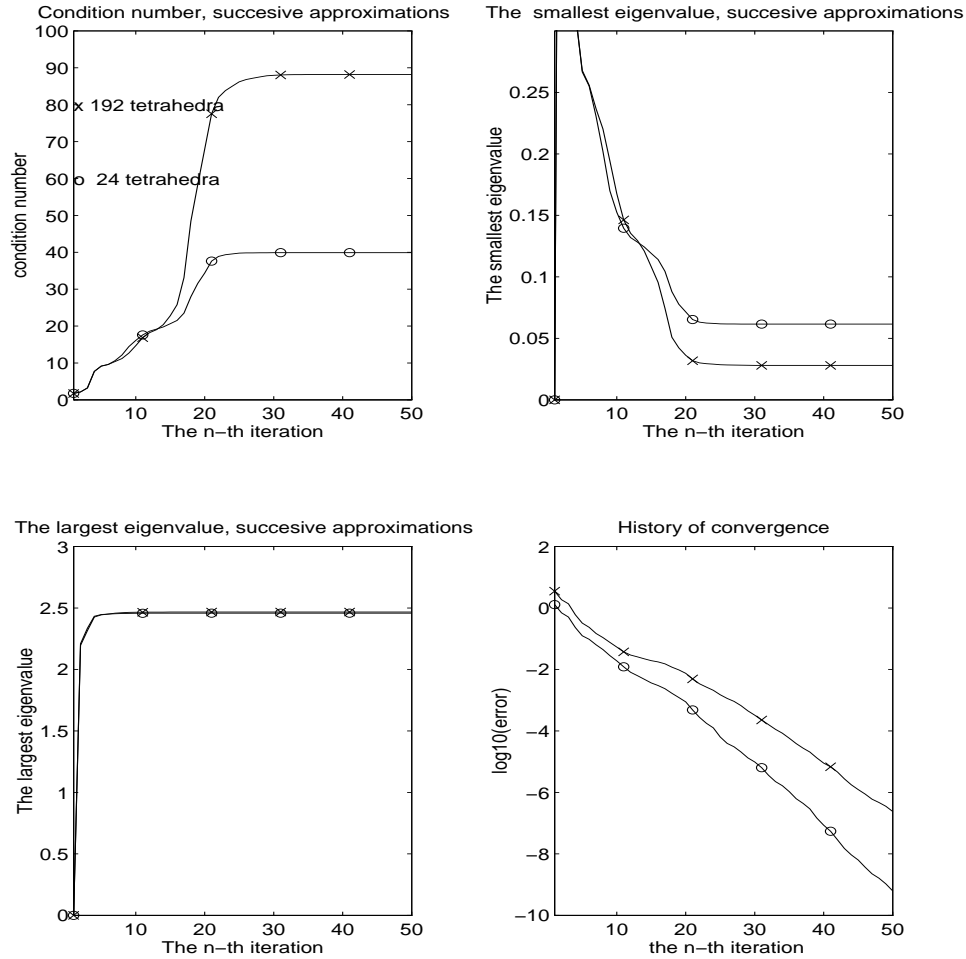 Condition number, succesive approximations
100
90
80
70
60
50
40
30
20
10
0
condition number
x 192 tetrahedra
o 24 tetrahedra
10 20 30 40 50
The n-th iteration
The smallest eigenvalue, succesive approximations
0.25
0.2
0.15
0.1
0.05
0
The smallest eigenvalue
10 20 30 40 50
The n-th iteration
The largest eigenvalue, succesive approximations
3
2.5
2
1.5
1
0.5
0
The largest eigenvalue
10 20 30 40 50
The n-th iteration
History of convergence
2
0
-2
-4
-6
-8
-10
log10(error)
10 20 30 40 50
the n-th iteration